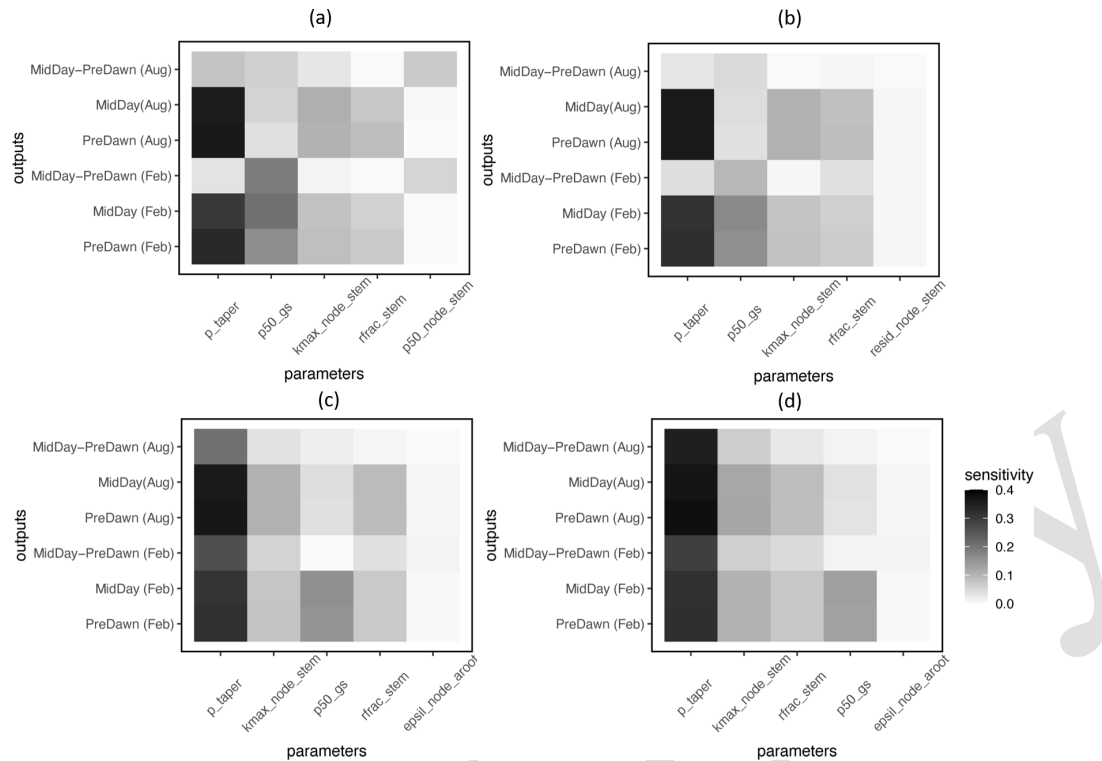 (a)
outputs
MidDay−PreDawn (Aug)
MidDay(Aug)
PreDawn (Aug)
MidDay−PreDawn (Feb)
MidDay (Feb)
PreDawn (Feb)
p_taper
p50_gs
kmax_node_stem
rfrac_stem
p50_node_stem
parameters
(b)
outputs
MidDay−PreDawn (Aug)
MidDay(Aug)
PreDawn (Aug)
MidDay−PreDawn (Feb)
MidDay (Feb)
PreDawn (Feb)
p_taper
p50_gs
kmax_node_stem
rfrac_stem
resid_node_stem
parameters
(c)
outputs
MidDay−PreDawn (Aug)
MidDay(Aug)
PreDawn (Aug)
MidDay−PreDawn (Feb)
MidDay (Feb)
PreDawn (Feb)
p_taper
kmax_node_stem
p50_gs
rfrac_stem
epsil_node_aroot
parameters
(d)
outputs
MidDay−PreDawn (Aug)
MidDay(Aug)
PreDawn (Aug)
MidDay−PreDawn (Feb)
MidDay (Feb)
PreDawn (Feb)
p_taper
kmax_node_stem
rfrac_stem
p50_gs
epsil_node_aroot
parameters
sensitivity
0.4
0.3
0.2
0.1
0.0
y